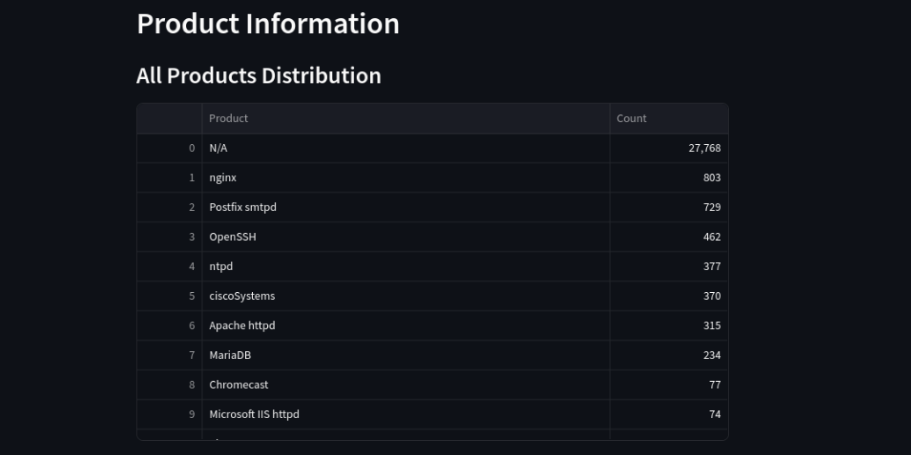 Product Information
All Products Distribution
Product Count
0 N/A 27,768
1 nginx 803
2 Postfix smtpd 729
3 OpenSSH 462
4 ntpd 377
5 ciscoSystems 370
6 Apache httpd 315
7 MariaDB 234
8 Chromecast 77
9 Microsoft IIS httpd 74